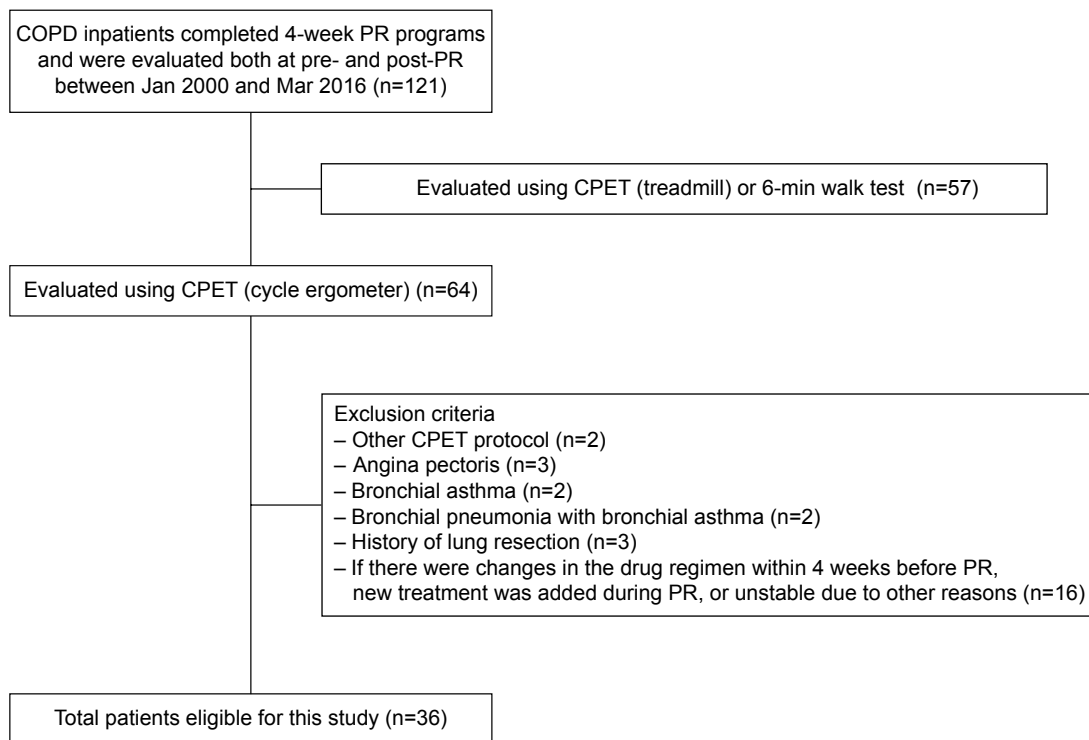 COPD inpatients completed 4-week PR programs
and were evaluated both at pre- and post-PR
between Jan 2000 and Mar 2016 (n=121)
Evaluated using CPET (treadmill) or 6-min walk test (n=57)
Evaluated using CPET (cycle ergometer) (n=64)
Exclusion criteria
– Other CPET protocol (n=2)
– Angina pectoris (n=3)
– Bronchial asthma (n=2)
– Bronchial pneumonia with bronchial asthma (n=2)
– History of lung resection (n=3)
– If there were changes in the drug regimen within 4 weeks before PR,
new treatment was added during PR, or unstable due to other reasons (n=16)
Total patients eligible for this study (n=36)